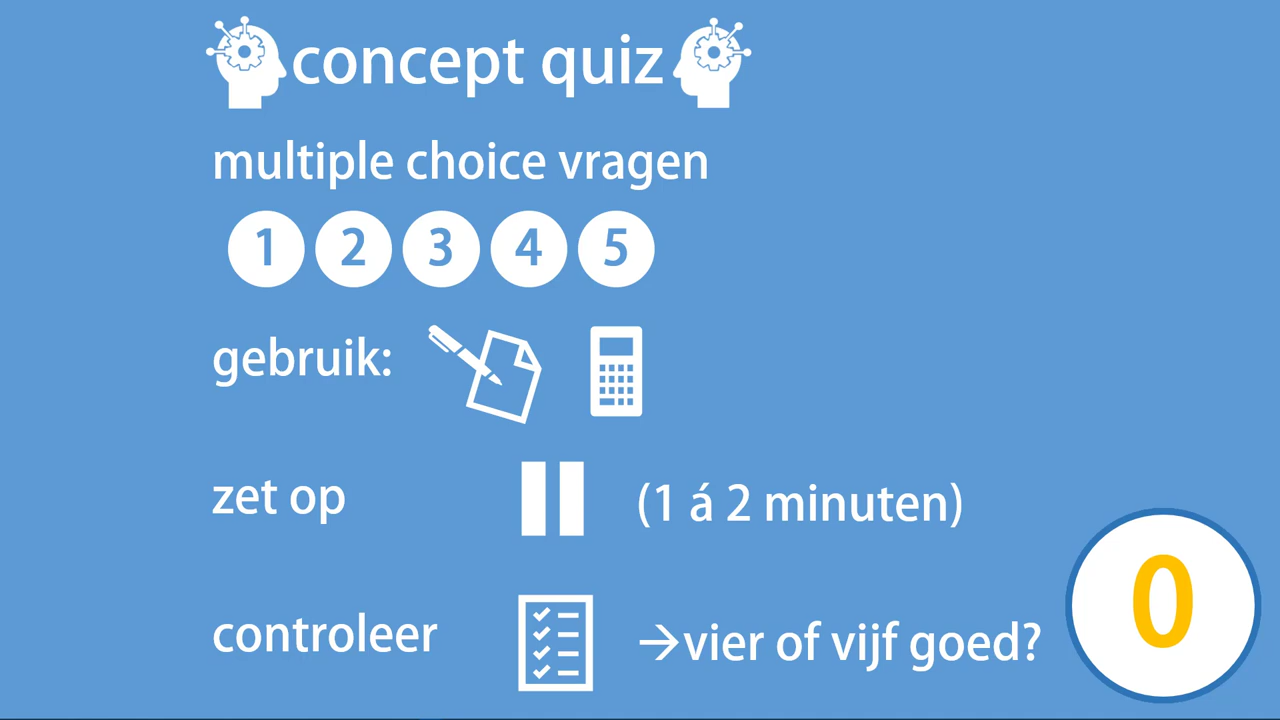 concept quiz
multiple choice vragen
1 2 3 4 5
gebruik:
zet op (1 á 2 minuten)
controleer →vier of vijf goed?
0